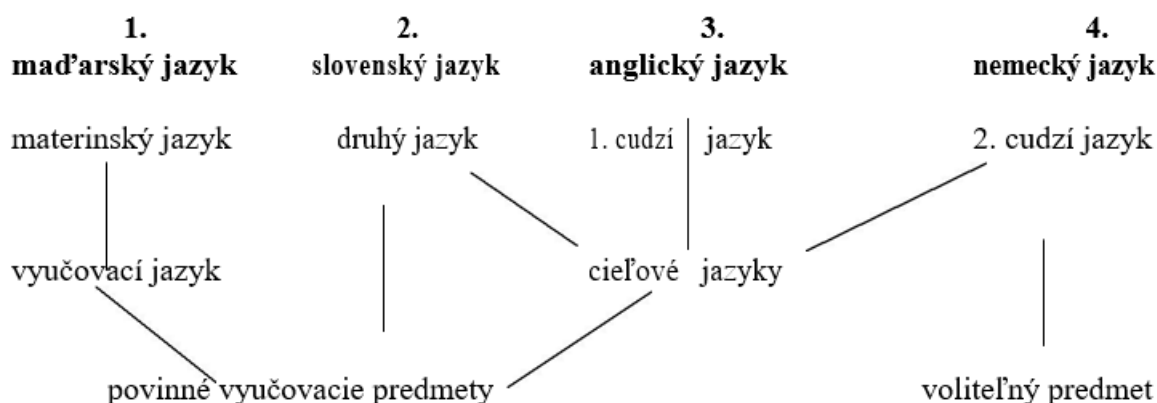 1. 2. 3. 4.
maďarský jazyk slovenský jazyk anglický jazyk nemecký jazyk
materinský jazyk druhý jazyk 1. cudzí jazyk 2. cudzí jazyk
vyučovací jazyk cieľové jazyky
povinné vyučovacie predmety voliteľný predmet